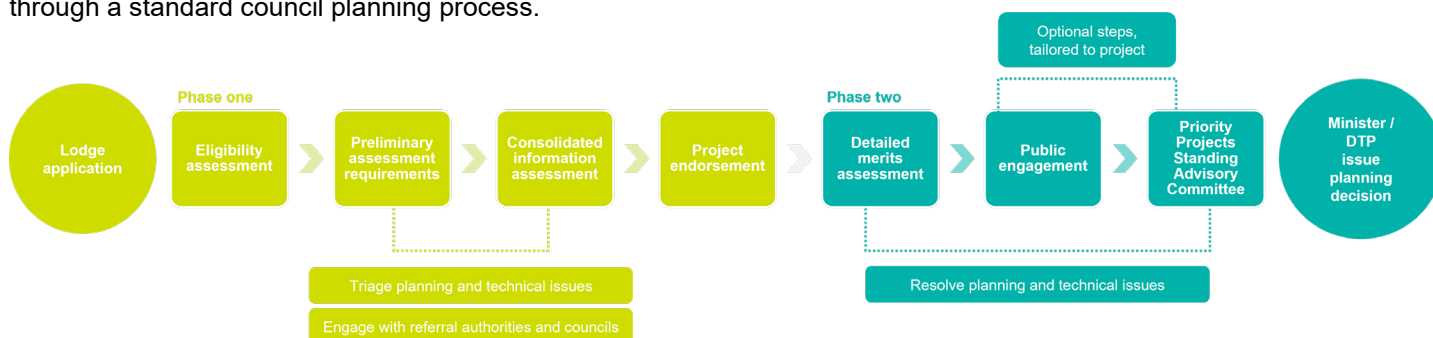 through a standard council planning process.
Optional steps,
tailored to project
Phase one
Phase two
Lodge
application
Eligibility
assessment
Preliminary
assessment
requirements
Consolidated
information
assessment
Project
endorsement
Detailed
merits
assessment
Public
engagement
Priority
Projects
Standing
Advisory
Committee
Minister /
DTP
issue
planning
decision
Triage planning and technical issues
Engage with referral authorities and councils
Resolve planning and technical issues